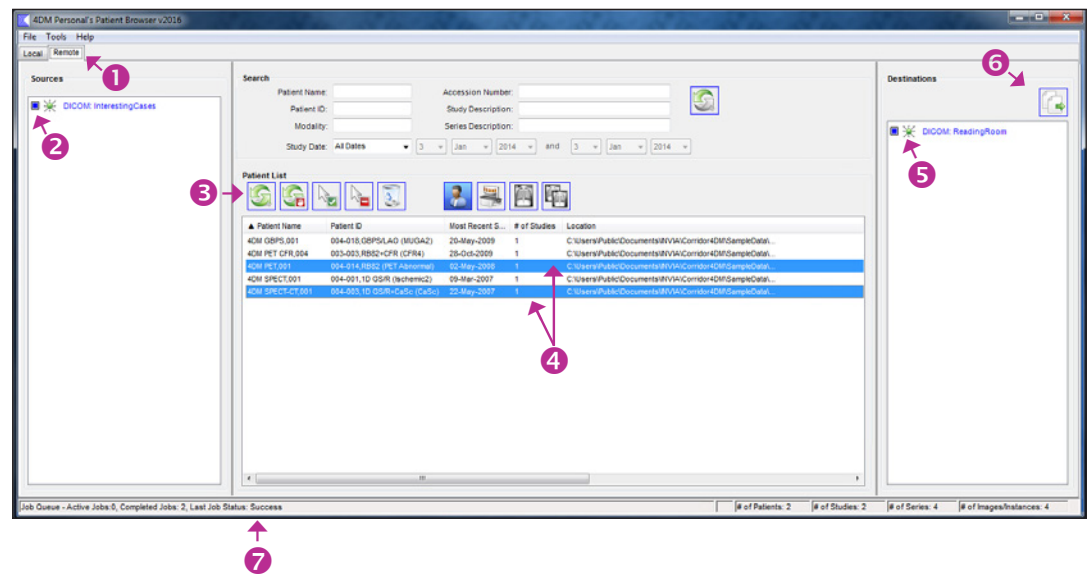 4DM Personal's Patient Browser v2016
File Tools Help
Local Remote
1
6
Sources
Search
Destinations
Patient Name: Accession Number:
DICOM: InterestingCases
Patient ID: Study Description:
DICOM: ReadingRoom
Modality: Series Description:
2
Study Date: All Dates 3 Jan 2014 and 3 Jan 2014
5
Patient List
3
▲ Patient Name Patient ID Most Recent S... # of Studies Location
4DM GBPS,001 004-018,GBPS/LAO (MUGA2) 20-May-2009 1 C:\Users\Public\Documents\INVIA\Corridor4DM\SampleData\...
4DM PET CFR,004 003-003,RB82+CFR (CFR4) 28-Oct-2009 1 C:\Users\Public\Documents\INVIA\Corridor4DM\SampleData\...
4DM PET,001 004-014,RB82 (PET Abnormal) 02-May-2008 1 C:\Users\Public\Documents\INVIA\Corridor4DM\SampleData\...
4DM SPECT,001 004-001,1D GS/R (Ischemic2) 09-Mar-2007 1 C:\Users\Public\Documents\INVIA\Corridor4DM\SampleData\...
4DM SPECT-CT,001 004-003,1D GS/R+CaSc (CaSc) 22-May-2007 1 C:\Users\Public\Documents\INVIA\Corridor4DM\SampleData\...
4
Job Queue - Active Jobs:0, Completed Jobs: 2, Last Job Status: Success # of Patients: 2 # of Studies: 2 # of Series: 4 # of Images/Instances: 4
7